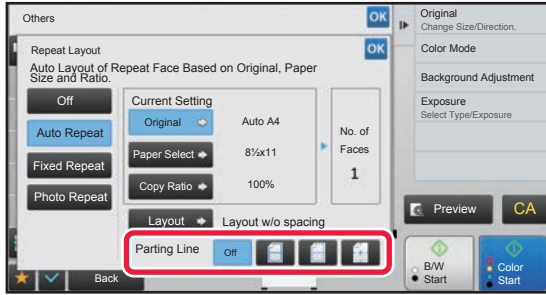 Others
OK
Repeat Layout
OK
Auto Layout of Repeat Face Based on Original, Paper
Size and Ratio.
Off
Auto Repeat
Fixed Repeat
Photo Repeat
Current Setting
Original
Auto A4
Paper Select
8½x11
Copy Ratio
100%
No. of
Faces
1
Layout
Layout w/o spacing
Parting Line
Off
Back
Original
Change Size/Direction.
Color Mode
Background Adjustment
Exposure
Select Type/Exposure
Preview
CA
B/W
Start
Color
Start